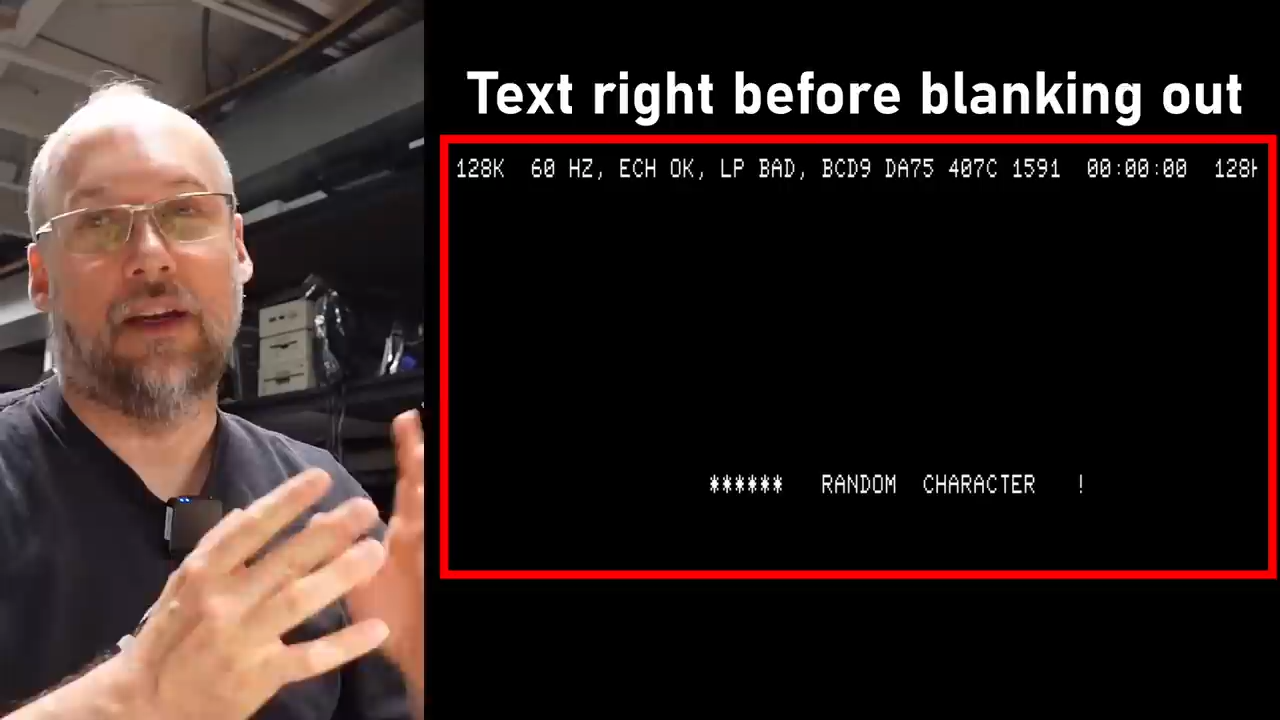 Text right before blanking out
128K  60 HZ, ECH OK, LP BAD, BCD9 DA75 407C 1591  00:00:00  128
******  RANDOM  CHARACTER  !